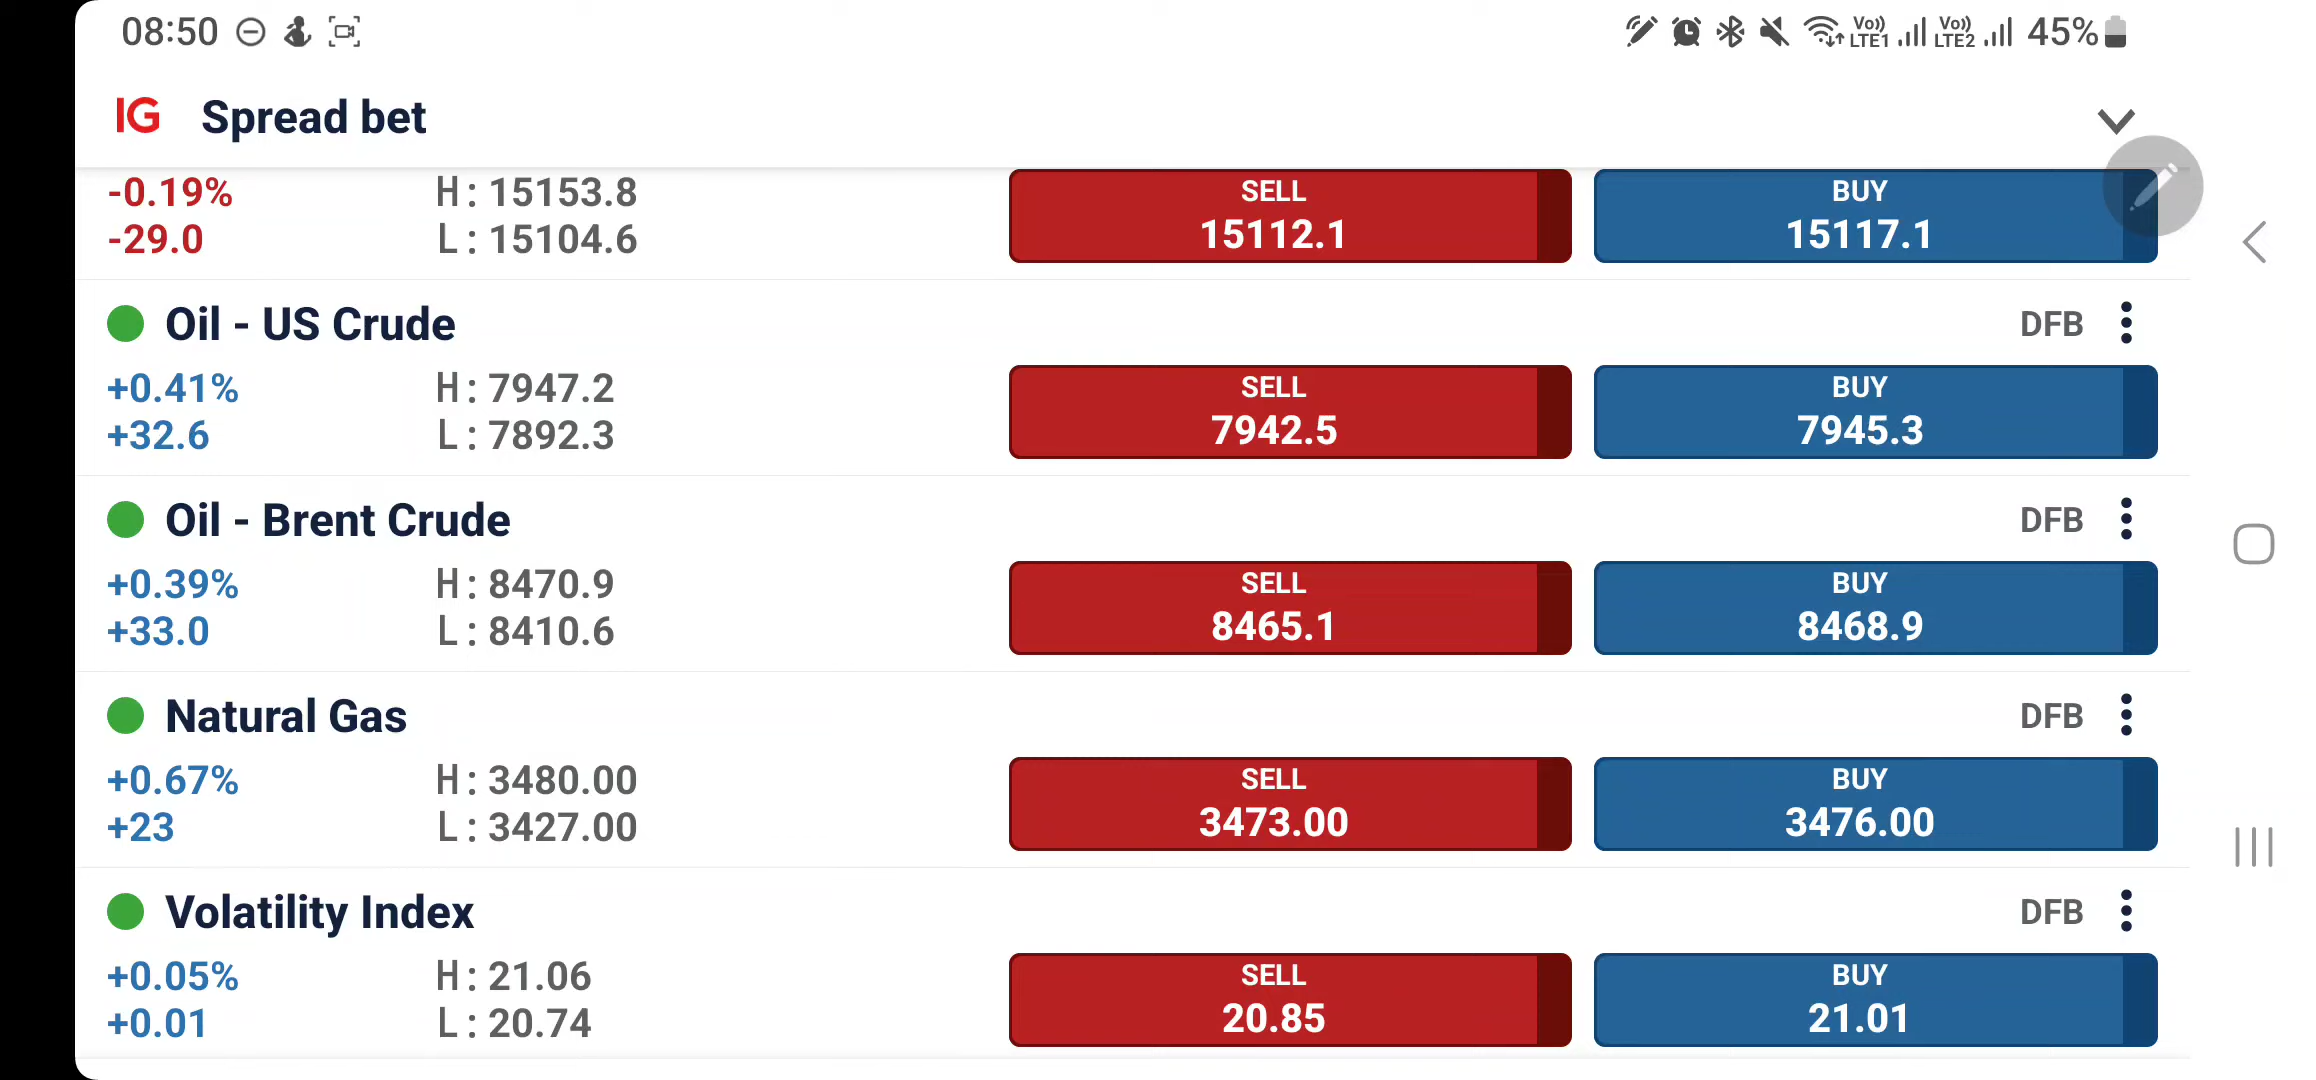 08:50 Vo)) LTE1 Vo)) LTE2 45%
IG Spread bet
-0.19% H: 15153.8 SELL BUY
-29.0 L: 15104.6 15112.1 15117.1
Oil - US Crude DFB
+0.41% H: 7947.2 SELL BUY
+32.6 L: 7892.3 7942.5 7945.3
Oil - Brent Crude DFB
+0.39% H: 8470.9 SELL BUY
+33.0 L: 8410.6 8465.1 8468.9
Natural Gas DFB
+0.67% H: 3480.00 SELL BUY
+23 L: 3427.00 3473.00 3476.00
Volatility Index DFB
+0.05% H: 21.06 SELL BUY
+0.01 L: 20.74 20.85 21.01